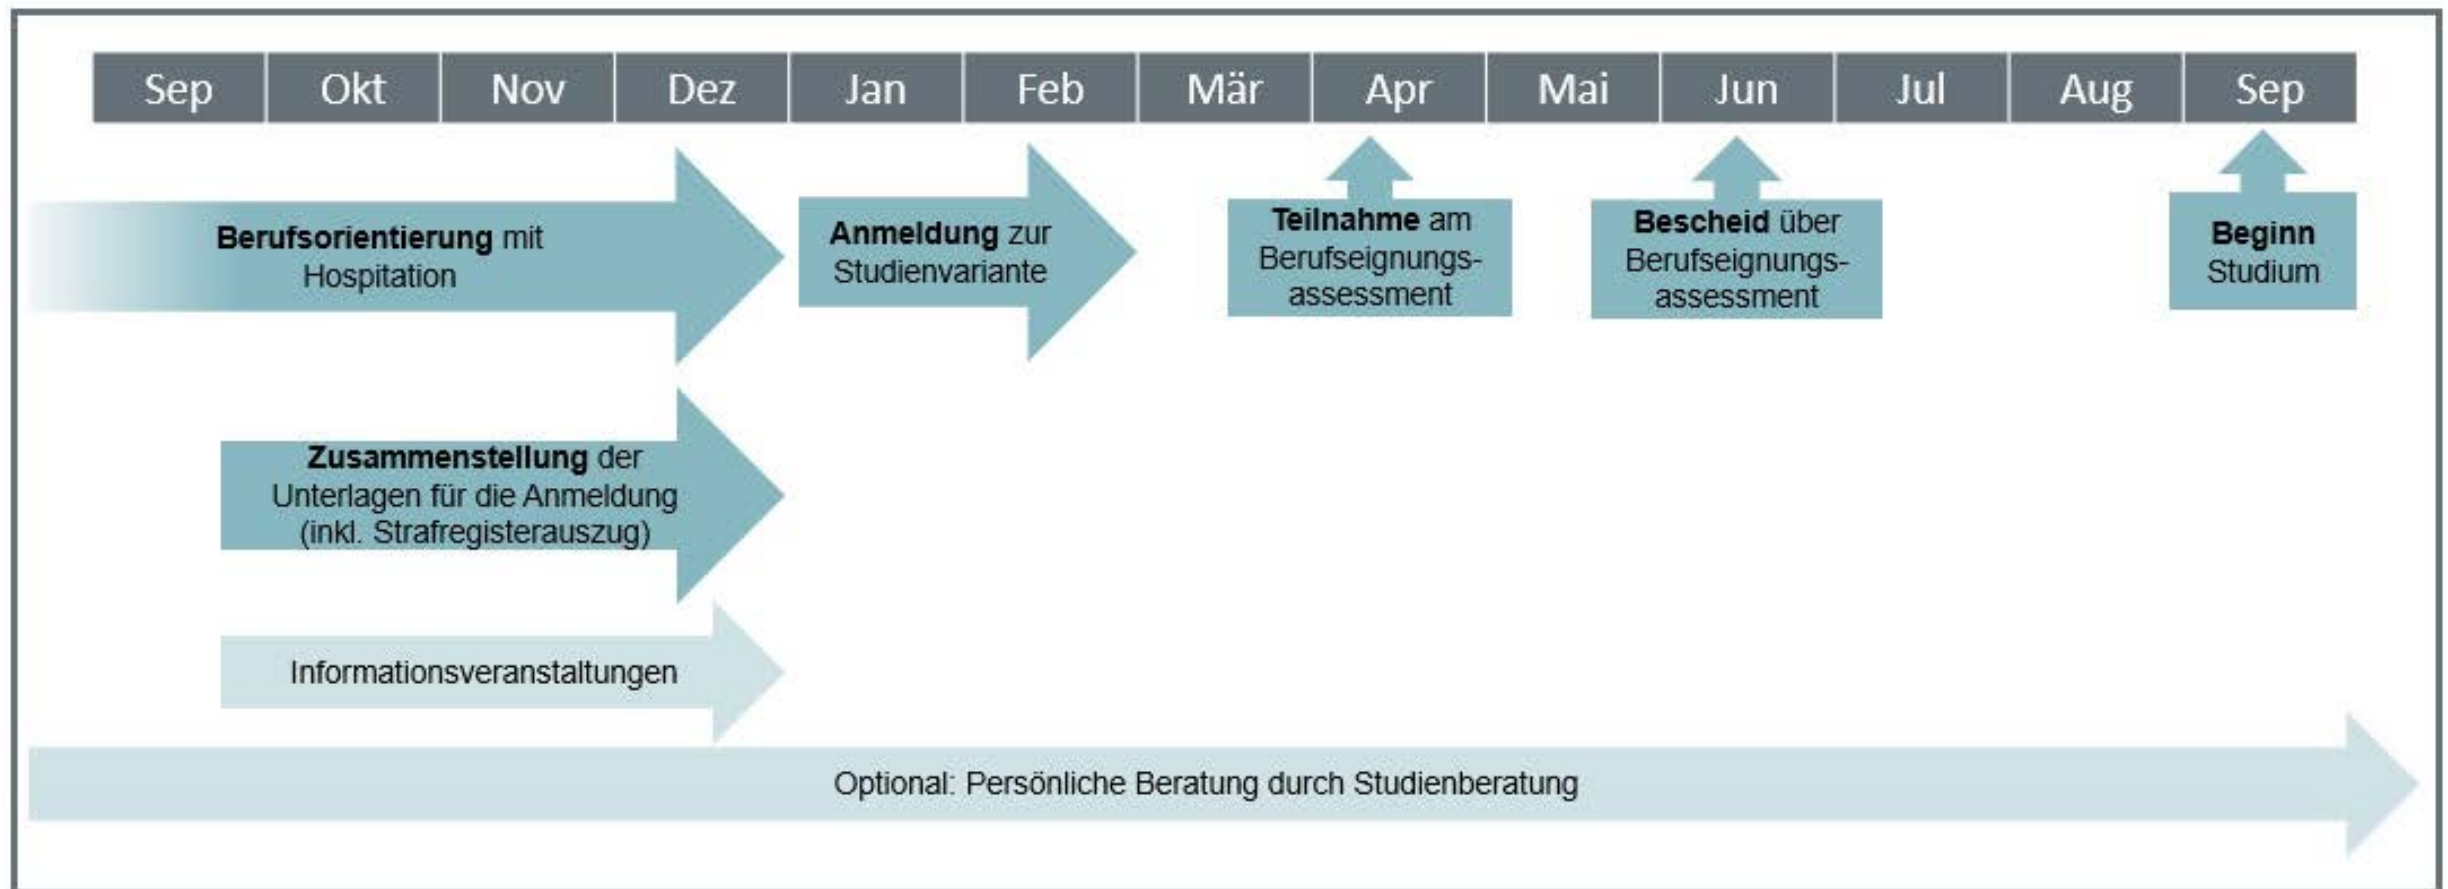 Sep Okt Nov Dez Jan Feb Mär Apr Mai Jun Jul Aug Sep
Berufsorientierung mit
Hospitation
Anmeldung zur
Studienvariante
Teilnahme am
Berufseignungs-
assessment
Bescheid über
Berufseignungs-
assessment
Beginn
Studium
Zusammenstellung der
Unterlagen für die Anmeldung
(inkl. Strafregisterauszug)
Informationsveranstaltungen
Optional: Persönliche Beratung durch Studienberatung